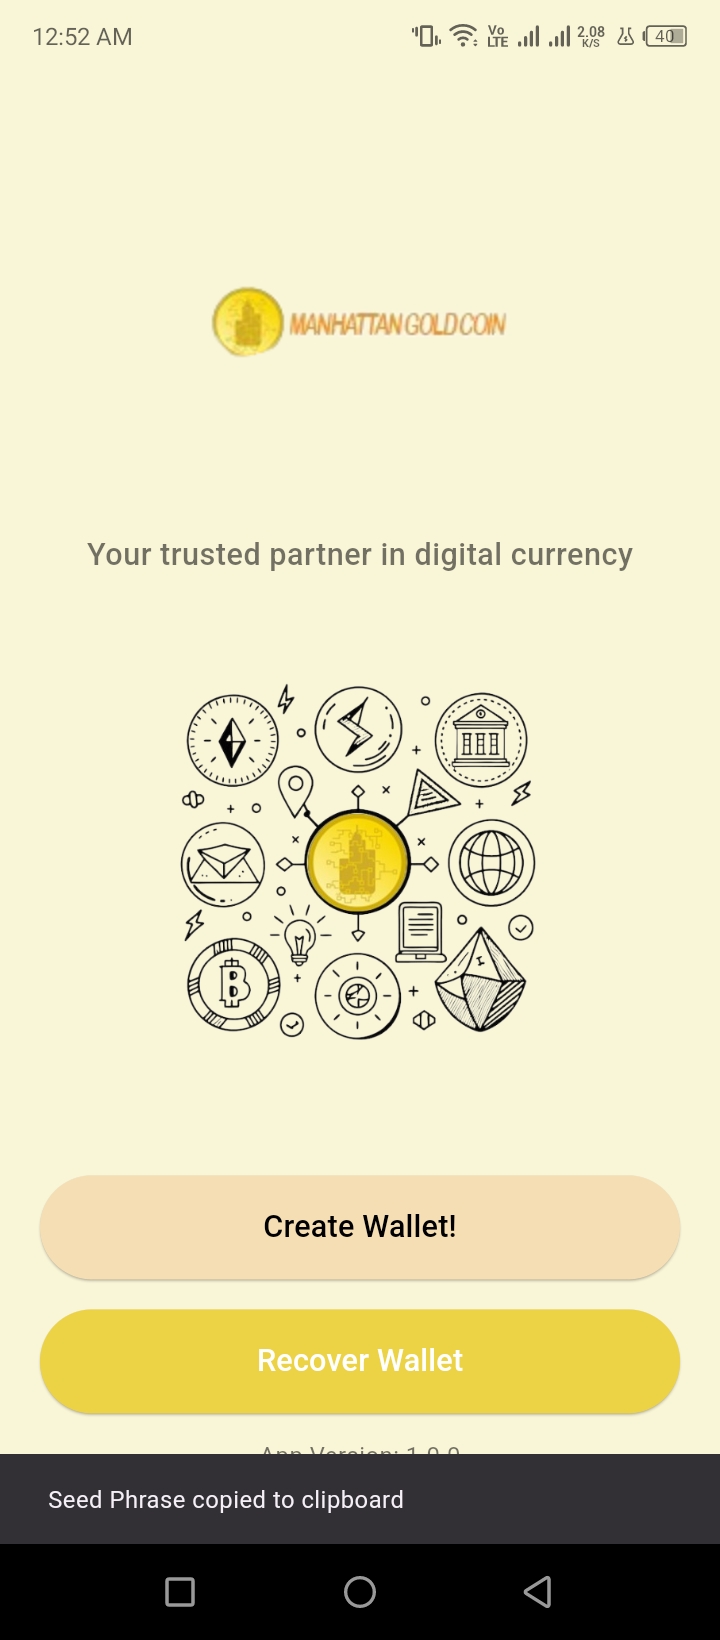 12:52 AM
Vo
LTE
2.08
K/S
40
MANHATTAN GOLD COIN
Your trusted partner in digital currency
Create Wallet!
Recover Wallet
App Version: 1.0.0
Seed Phrase copied to clipboard